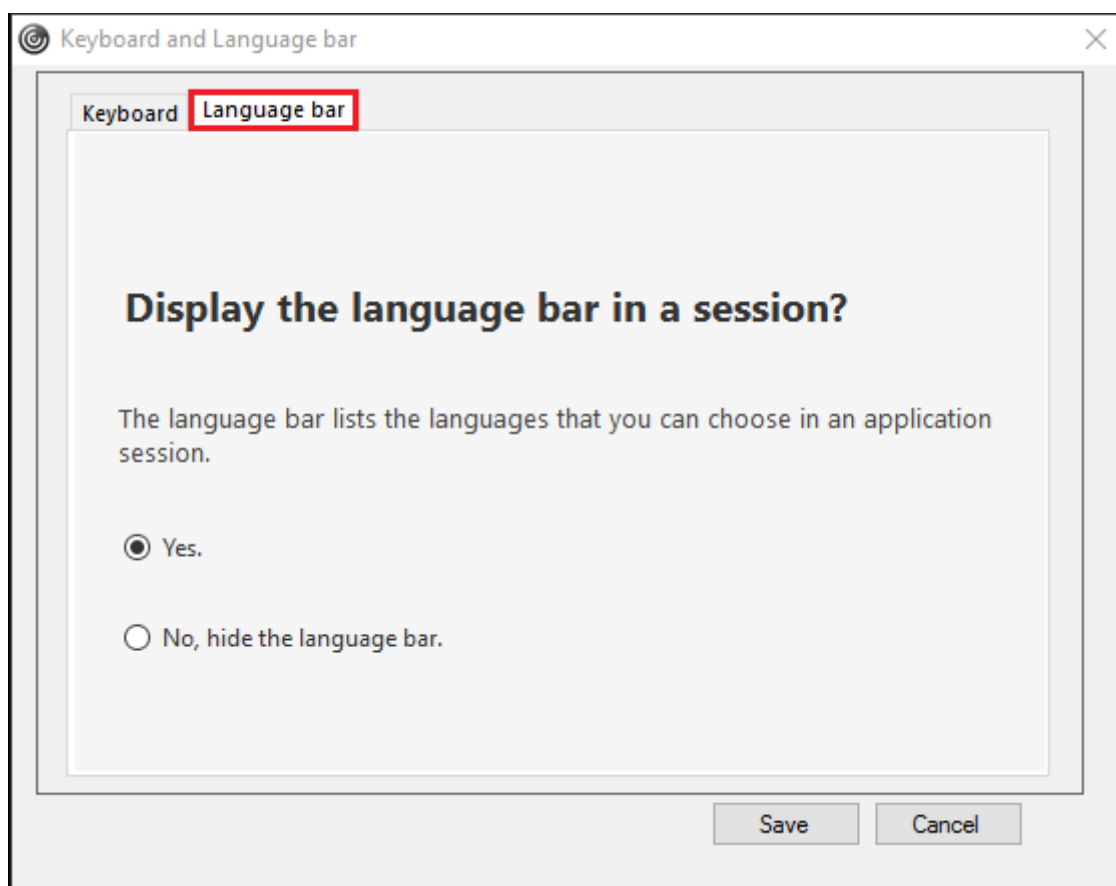 Keyboard and Language bar
Keyboard
Language bar
Display the language bar in a session?
The language bar lists the languages that you can choose in an application
session.
Yes.
No, hide the language bar.
Save
Cancel